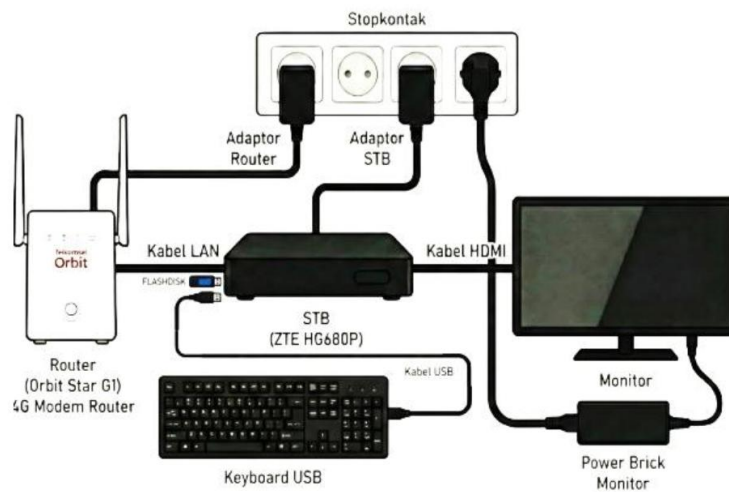 Stopkontak
Adaptor
Router
Adaptor
STB
Telkomsel
Orbit
Kabel LAN
Kabel HDMI
FLASHDISK
STB
(ZTE HG680P)
Router
(Orbit Star G1)
4G Modem Router
Kabel USB
Monitor
Keyboard USB
Power Brick
Monitor